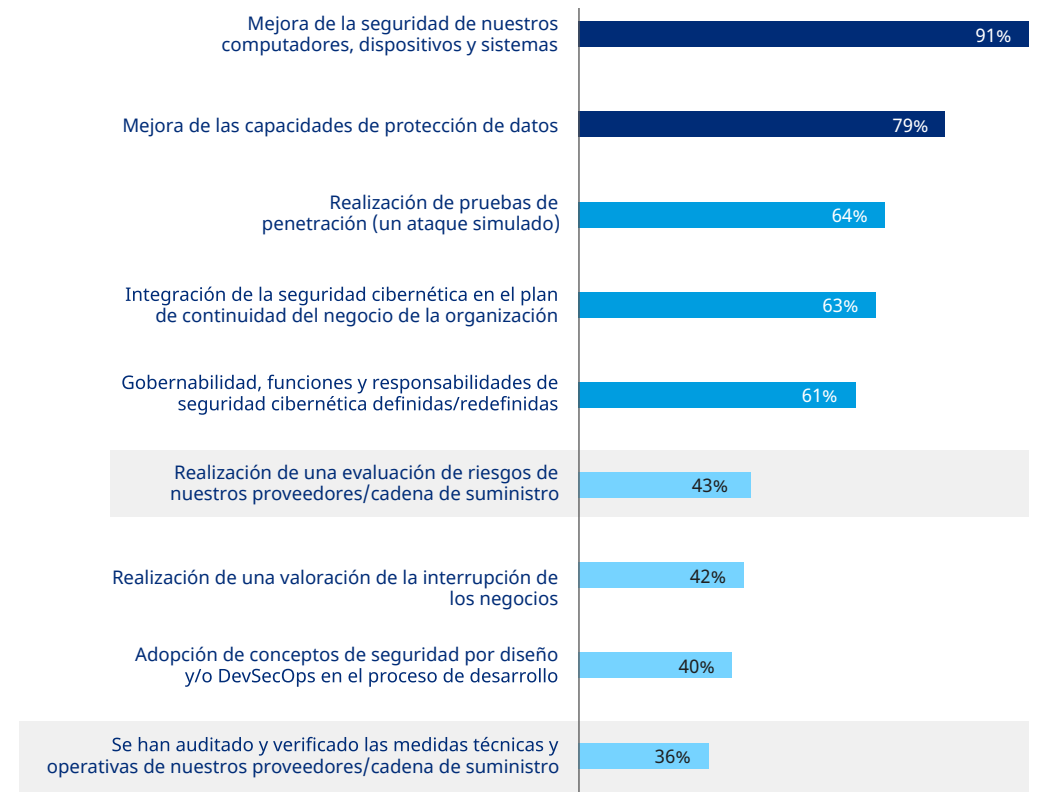 Mejora de la seguridad de nuestros
computadores, dispositivos y sistemas
91%
Mejora de las capacidades de protección de datos
79%
Realización de pruebas de
penetración (un ataque simulado)
64%
Integración de la seguridad cibernética en el plan
de continuidad del negocio de la organización
63%
Gobernabilidad, funciones y responsabilidades de
seguridad cibernética definidas/redefinidas
61%
Realización de una evaluación de riesgos de
nuestros proveedores/cadena de suministro
43%
Realización de una valoración de la interrupción de
los negocios
42%
Adopción de conceptos de seguridad por diseño
y/o DevSecOps en el proceso de desarrollo
40%
Se han auditado y verificado las medidas técnicas y
operativas de nuestros proveedores/cadena de suministro
36%